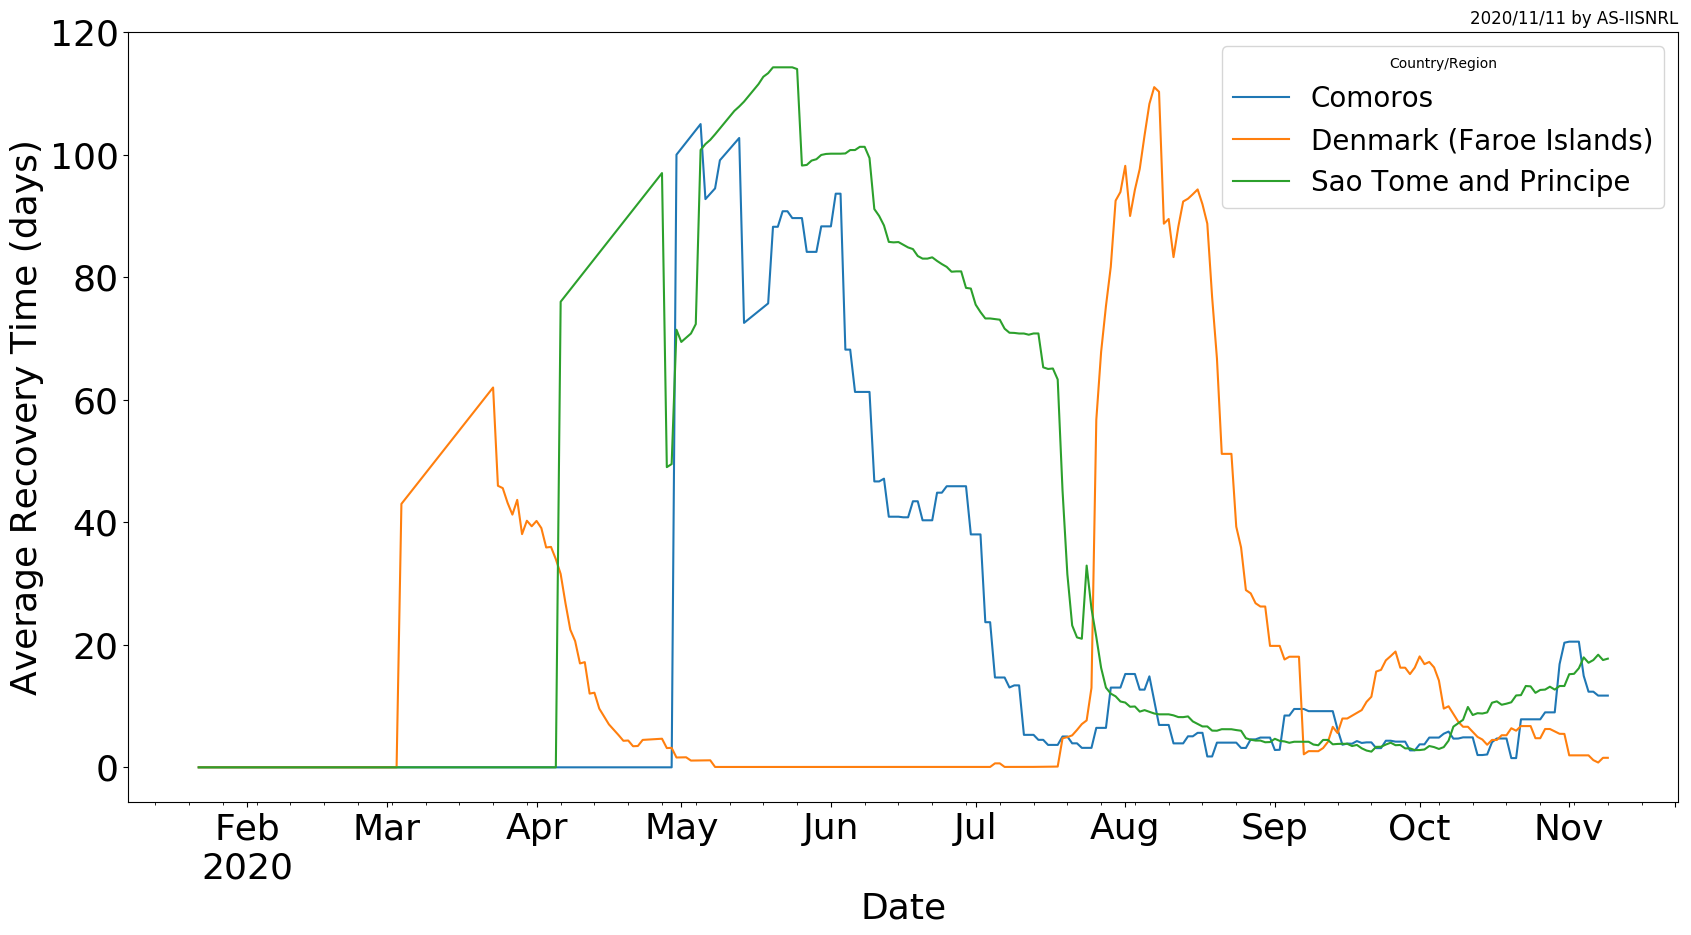 2020/11/11 by AS-IISNRL
Country/Region
Comoros
Denmark (Faroe Islands)
Sao Tome and Principe
Average Recovery Time (days)
120
100
80
60
40
20
0
Feb Mar Apr May Jun Jul Aug Sep Oct Nov
2020
Date